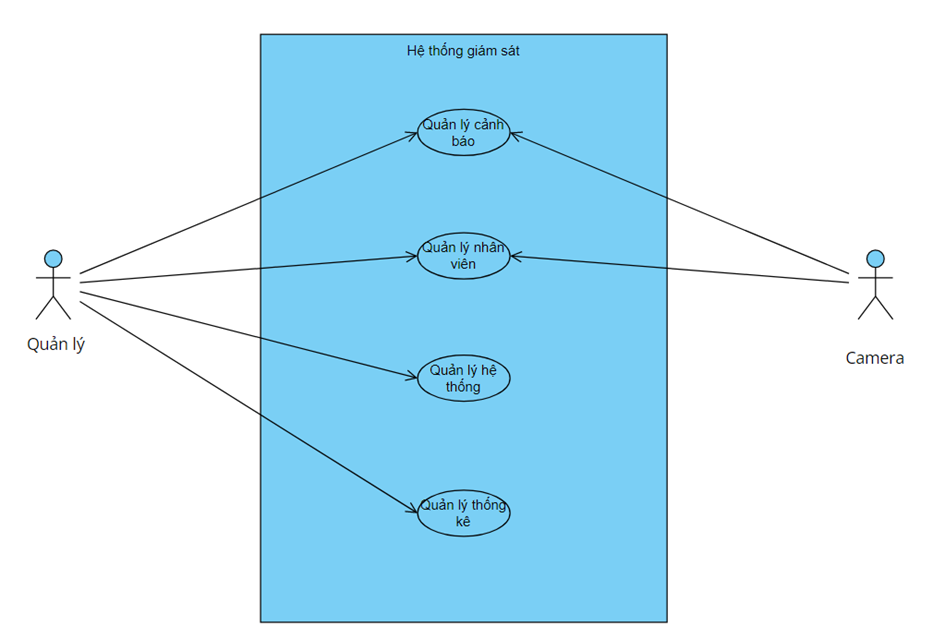 Hệ thống giám sát
Quản lý cảnh
báo
Quản lý nhân
viên
Quản lý
Camera
Quản lý hệ
thống
Quản lý thống
kê